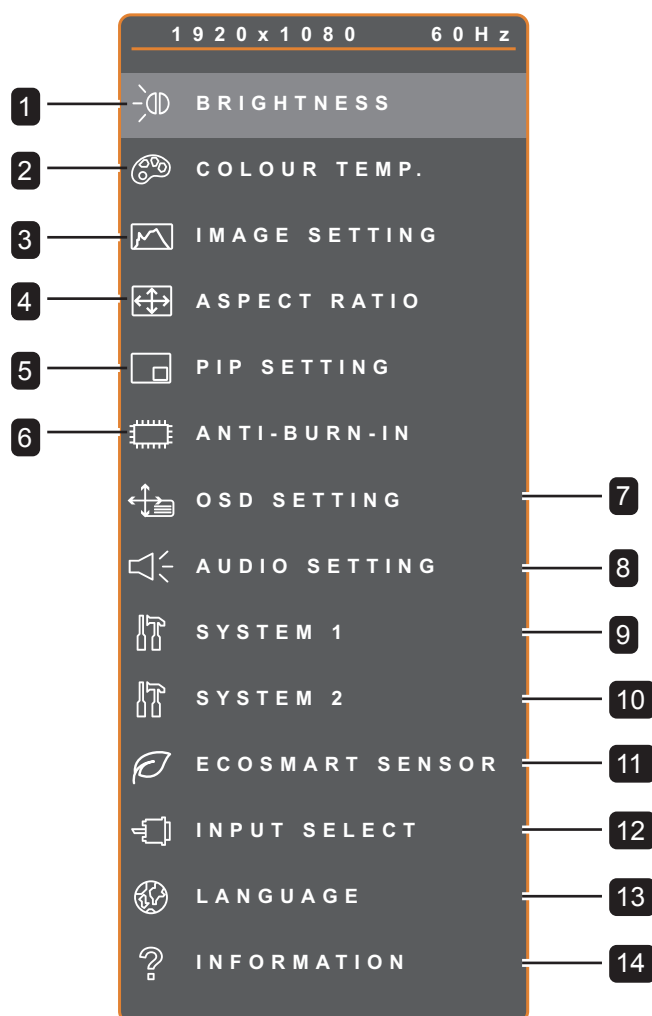 1920x1080 60Hz
1 BRIGHTNESS
2 COLOUR TEMP.
3 IMAGE SETTING
4 ASPECT RATIO
5 PIP SETTING
6 ANTI-BURN-IN
OSD SETTING 7
AUDIO SETTING 8
SYSTEM 1 9
SYSTEM 2 10
ECOSMART SENSOR 11
INPUT SELECT 12
LANGUAGE 13
INFORMATION 14